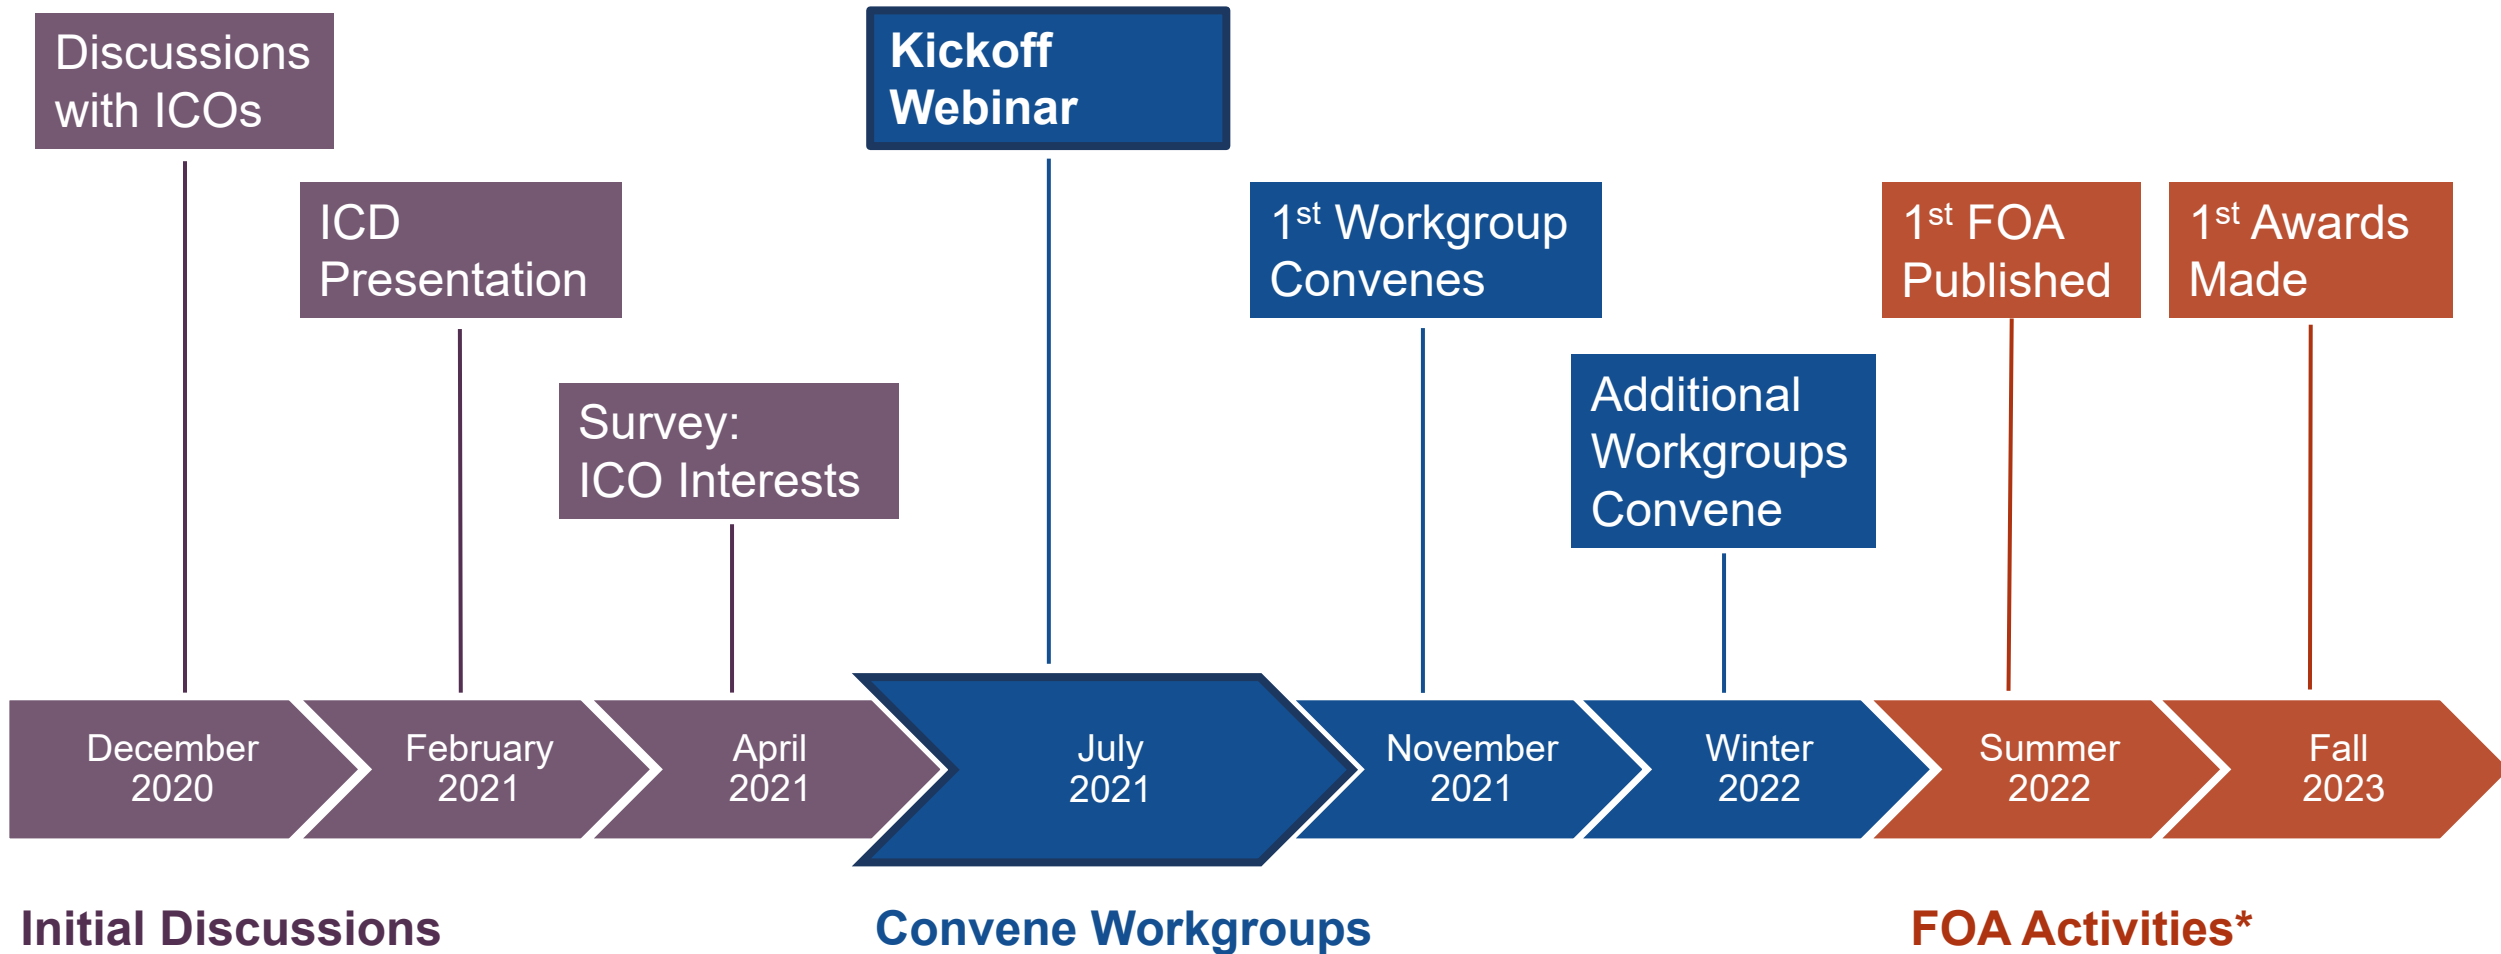 Discussions
with ICOs
Kickoff
Webinar
ICD
Presentation
1st Workgroup
Convenes
1st FOA
Published
1st Awards
Made
Survey:
ICO Interests
Additional
Workgroups
Convene
December
2020
February
2021
April
2021
July
2021
November
2021
Winter
2022
Summer
2022
Fall
2023
Initial Discussions
Convene Workgroups
FOA Activities*